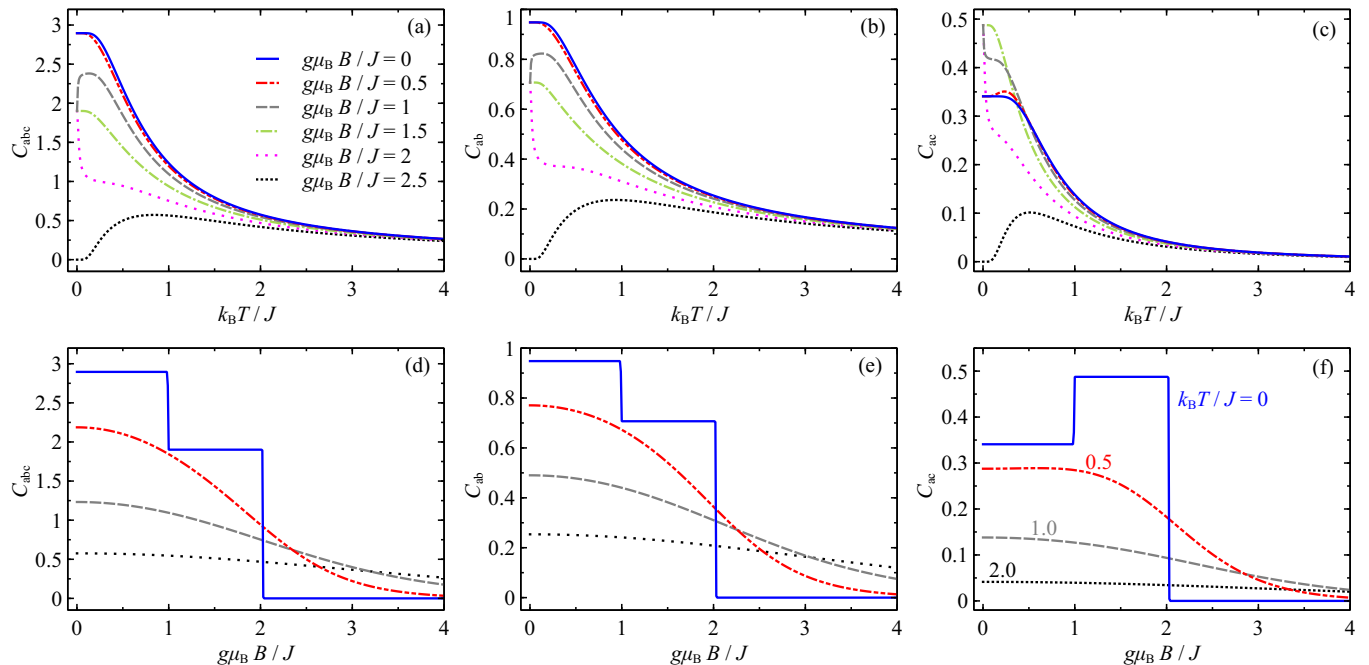 (a)
C_abc
3
2.5
2
1.5
1
0.5
0
gμ_B B / J = 0
gμ_B B / J = 0.5
gμ_B B / J = 1
gμ_B B / J = 1.5
gμ_B B / J = 2
gμ_B B / J = 2.5
0 1 2 3 4
k_B T / J
(b)
C_ab
1
0.8
0.6
0.4
0.2
0
0 1 2 3 4
k_B T / J
(c)
C_ac
0.5
0.4
0.3
0.2
0.1
0
0 1 2 3 4
k_B T / J
(d)
C_abc
3
2.5
2
1.5
1
0.5
0
0 1 2 3 4
gμ_B B / J
(e)
C_ab
1
0.8
0.6
0.4
0.2
0
0 1 2 3 4
gμ_B B / J
(f)
C_ac
0.5
0.4
0.3
0.2
0.1
0
k_B T / J = 0
0.5
1.0
2.0
0 1 2 3 4
gμ_B B / J